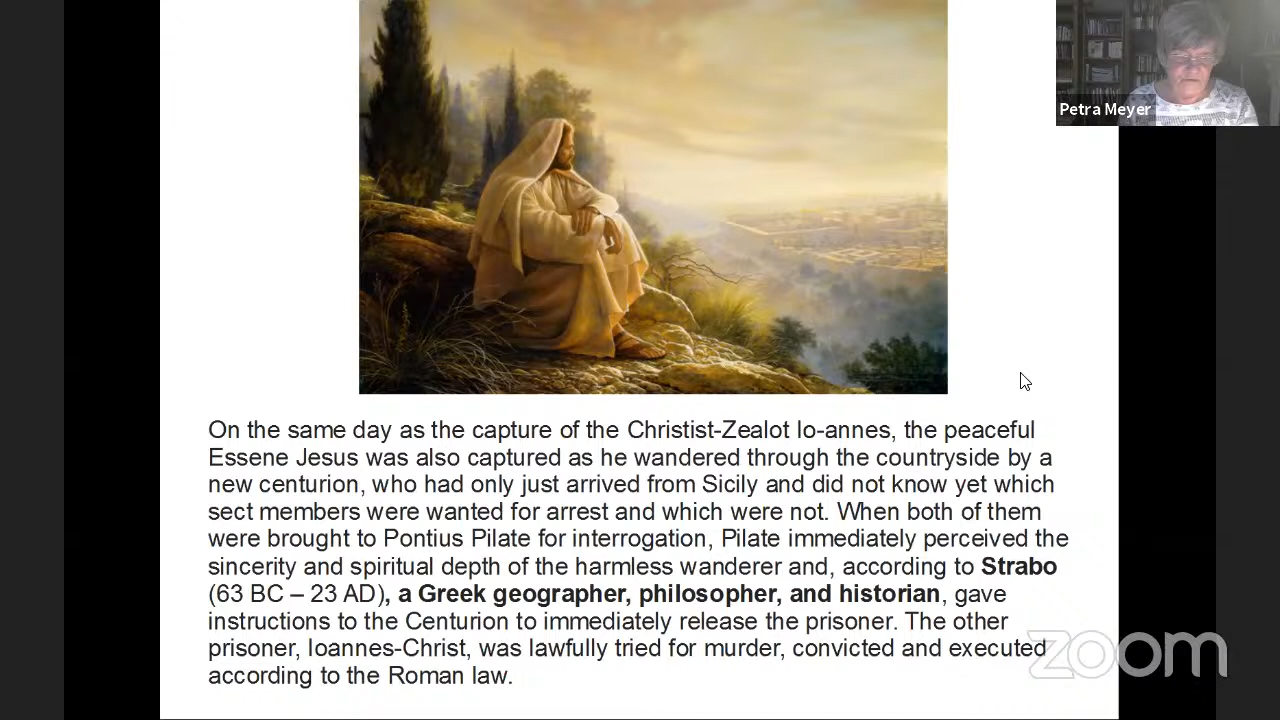 Petra Meyer
On the same day as the capture of the Christist-Zealot Io-annes, the peaceful
Essene Jesus was also captured as he wandered through the countryside by a
new centurion, who had only just arrived from Sicily and did not know yet which
sect members were wanted for arrest and which were not. When both of them
were brought to Pontius Pilate for interrogation, Pilate immediately perceived the
sincerity and spiritual depth of the harmless wanderer and, according to Strabo
(63 BC – 23 AD), a Greek geographer, philosopher, and historian, gave
instructions to the Centurion to immediately release the prisoner. The other
prisoner, Ioannes-Christ, was lawfully tried for murder, convicted and executed
according to the Roman law.
zoom